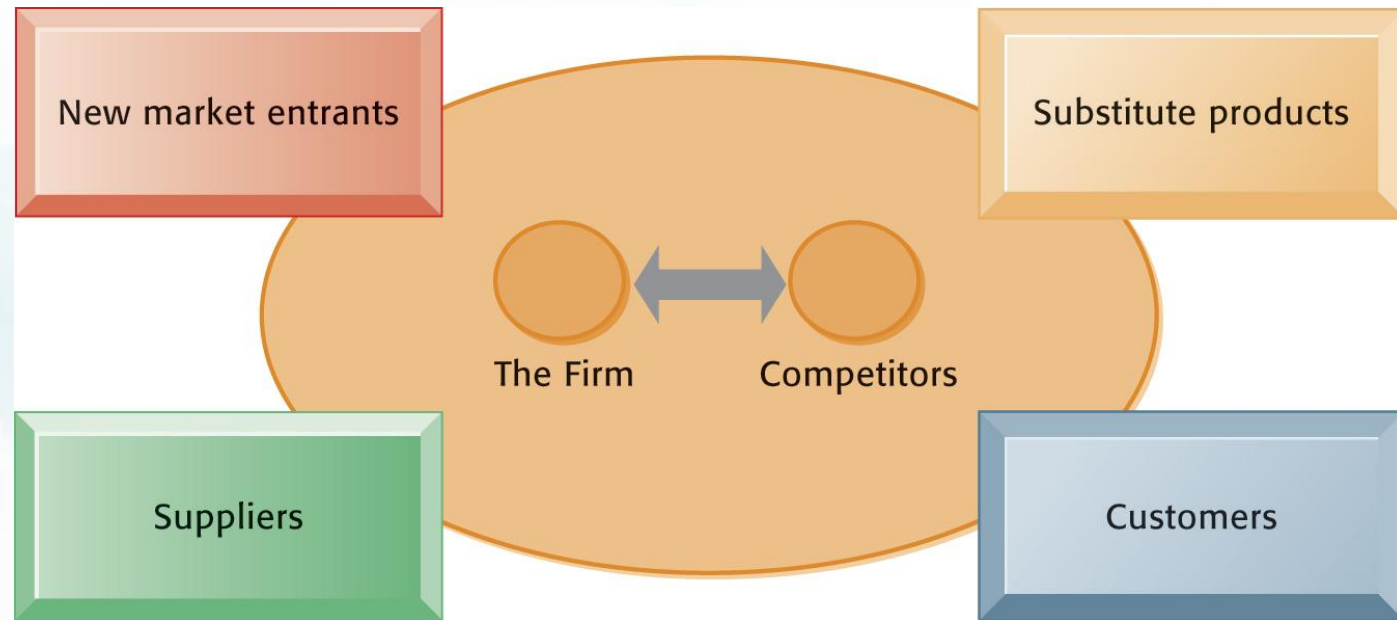 New market entrants
Substitute products
The Firm
Competitors
Suppliers
Customers